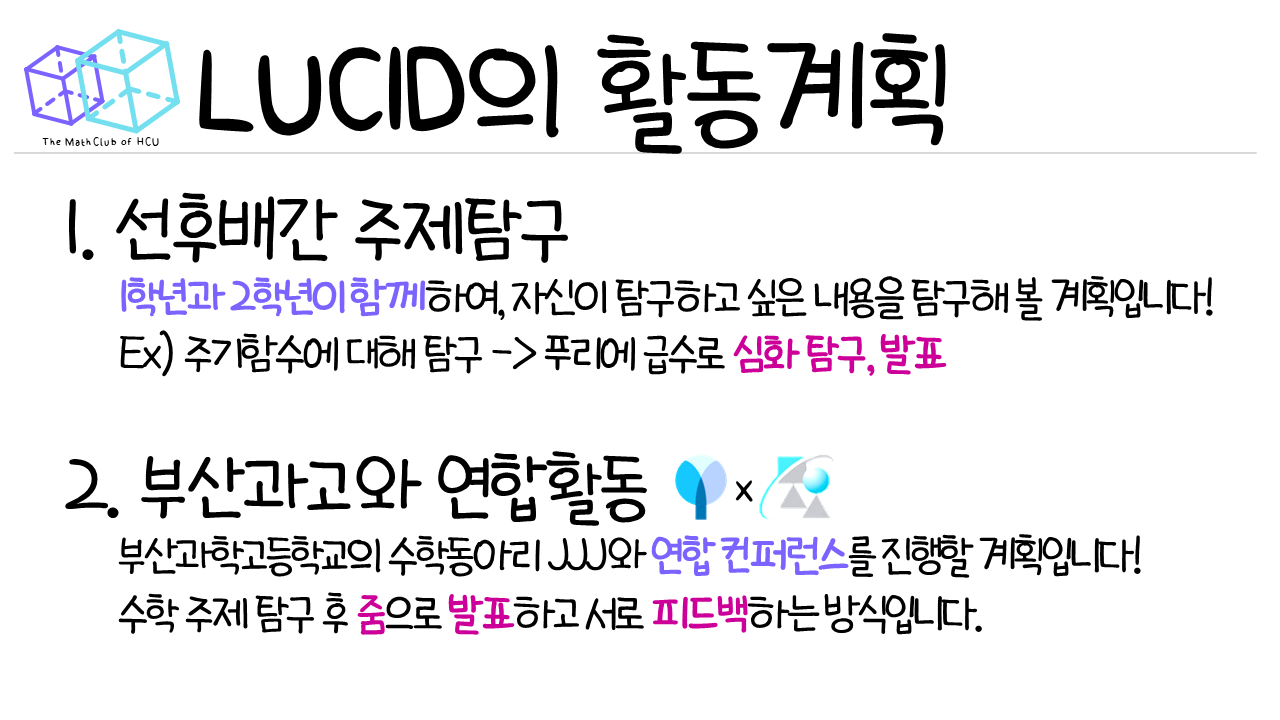 The MathClub of HCU
LUCID의 활동계획
1. 선후배간 주제탐구
1학년과 2학년이 함께하여, 자신이 탐구하고 싶은 내용을 탐구해 볼 계획입니다!
Ex) 주기함수에 대해 탐구 -> 푸리에 급수로 심화 탐구, 발표
2. 부산과고와 연합활동 x
부산과학고등학교의 수학동아리 JJJ와 연합 컨퍼런스를 진행할 계획입니다!
수학 주제 탐구 후 줌으로 발표하고 서로 피드백하는 방식입니다.